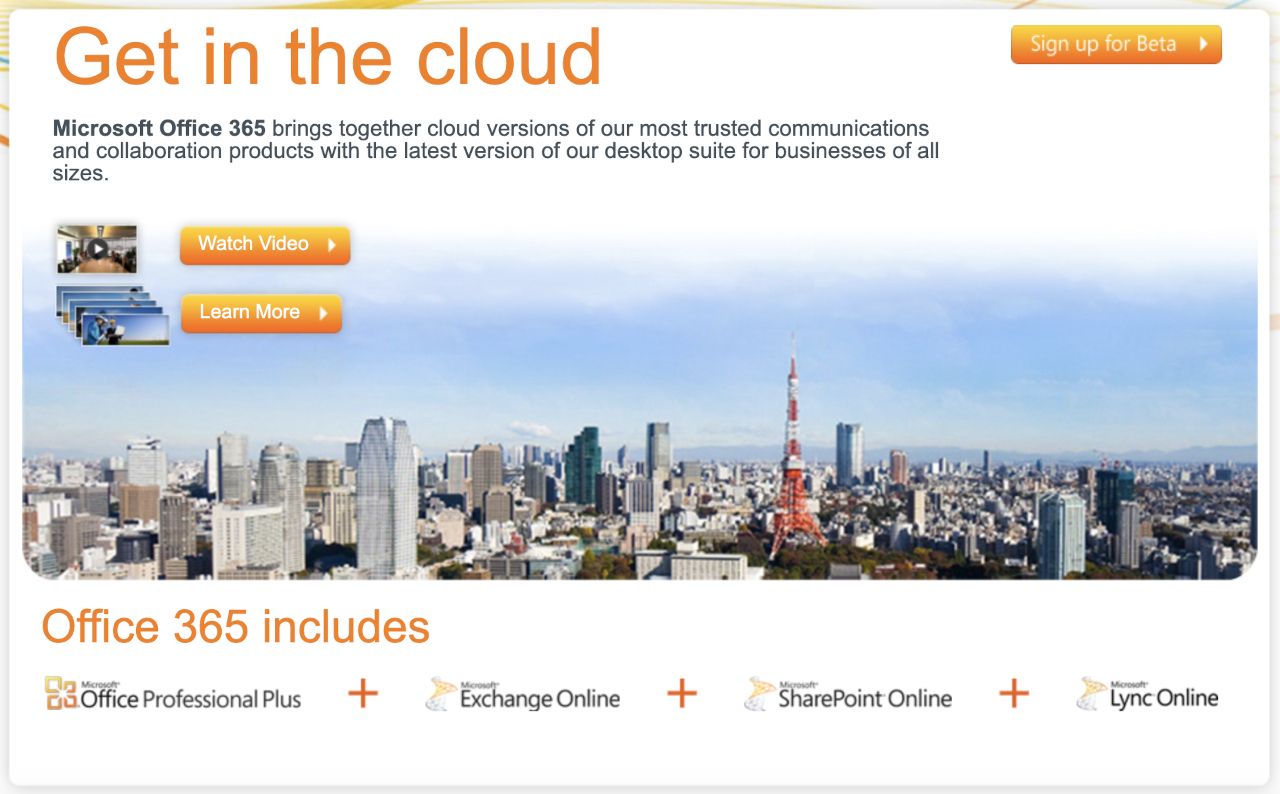 Get in the cloud
Sign up for Beta
Microsoft Office 365 brings together cloud versions of our most trusted communications
and collaboration products with the latest version of our desktop suite for businesses of all
sizes.
Watch Video
Learn More
Office 365 includes
Microsoft®
Office Professional Plus
+
Microsoft®
Exchange Online
+
Microsoft®
SharePoint® Online
+
Microsoft®
Lync Online